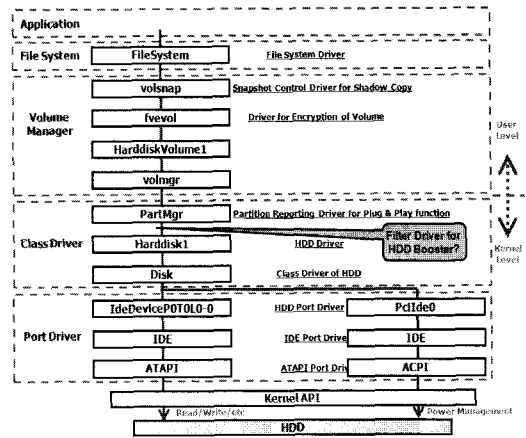 Application
File System
FileSystem
File System Driver
volsnap
Snapshot Control Driver for Shadow Copy
Volume Manager
fvevol
Driver for Encryption of Volume
HarddiskVolume1
volmgr
User Level
Kernel Level
PartMgr
Partition Reporting Driver for Plug & Play function
Class Driver
Harddisk1
HDD Driver
Filter Driver for
HDD Booster?
Disk
Class Driver of HDD
Port Driver
IdeDeviceP0T0L0-0
HDD Port Driver
PciIde0
IDE
IDE Port Drive
IDE
ATAPI
ATAPI Port Driv
ACPI
Kernel API
Read/Write/etc
Power Management
HDD